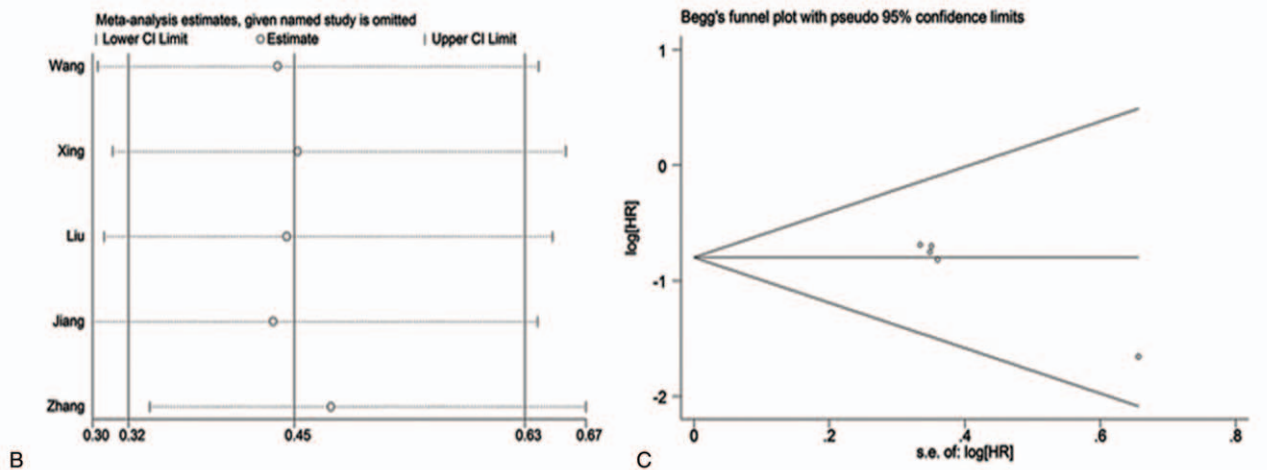 Meta-analysis estimates, given named study is omitted
| Lower CI Limit ○ Estimate | Upper CI Limit
Wang
Xing
Liu
Jiang
Zhang
0.30 0.32 0.45 0.63 0.67
B
Begg's funnel plot with pseudo 95% confidence limits
log[HR]
1
0
-1
-2
0 .2 .4 .6 .8
s.e. of: log[HR]
C